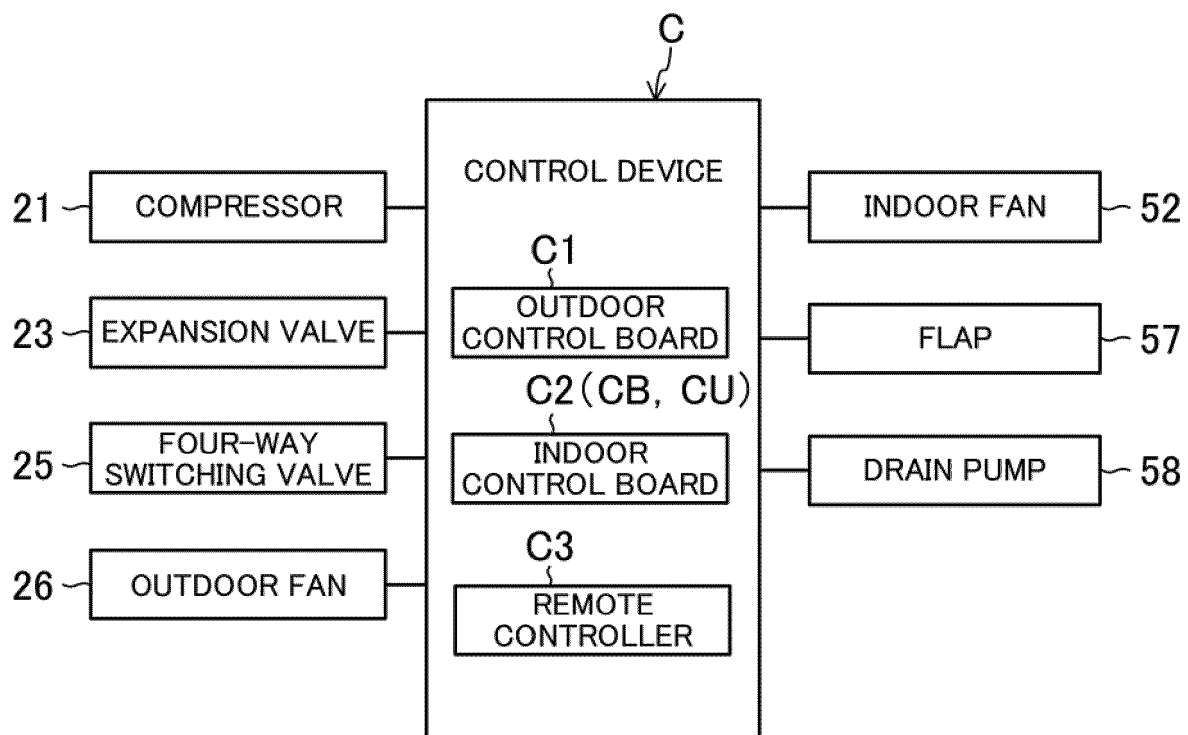 C
CONTROL DEVICE
21
COMPRESSOR
23
EXPANSION VALVE
25
FOUR-WAY
SWITCHING VALVE
26
OUTDOOR FAN
C1
OUTDOOR
CONTROL BOARD
C2(CB, CU)
INDOOR
CONTROL BOARD
C3
REMOTE
CONTROLLER
INDOOR FAN
52
FLAP
57
DRAIN PUMP
58